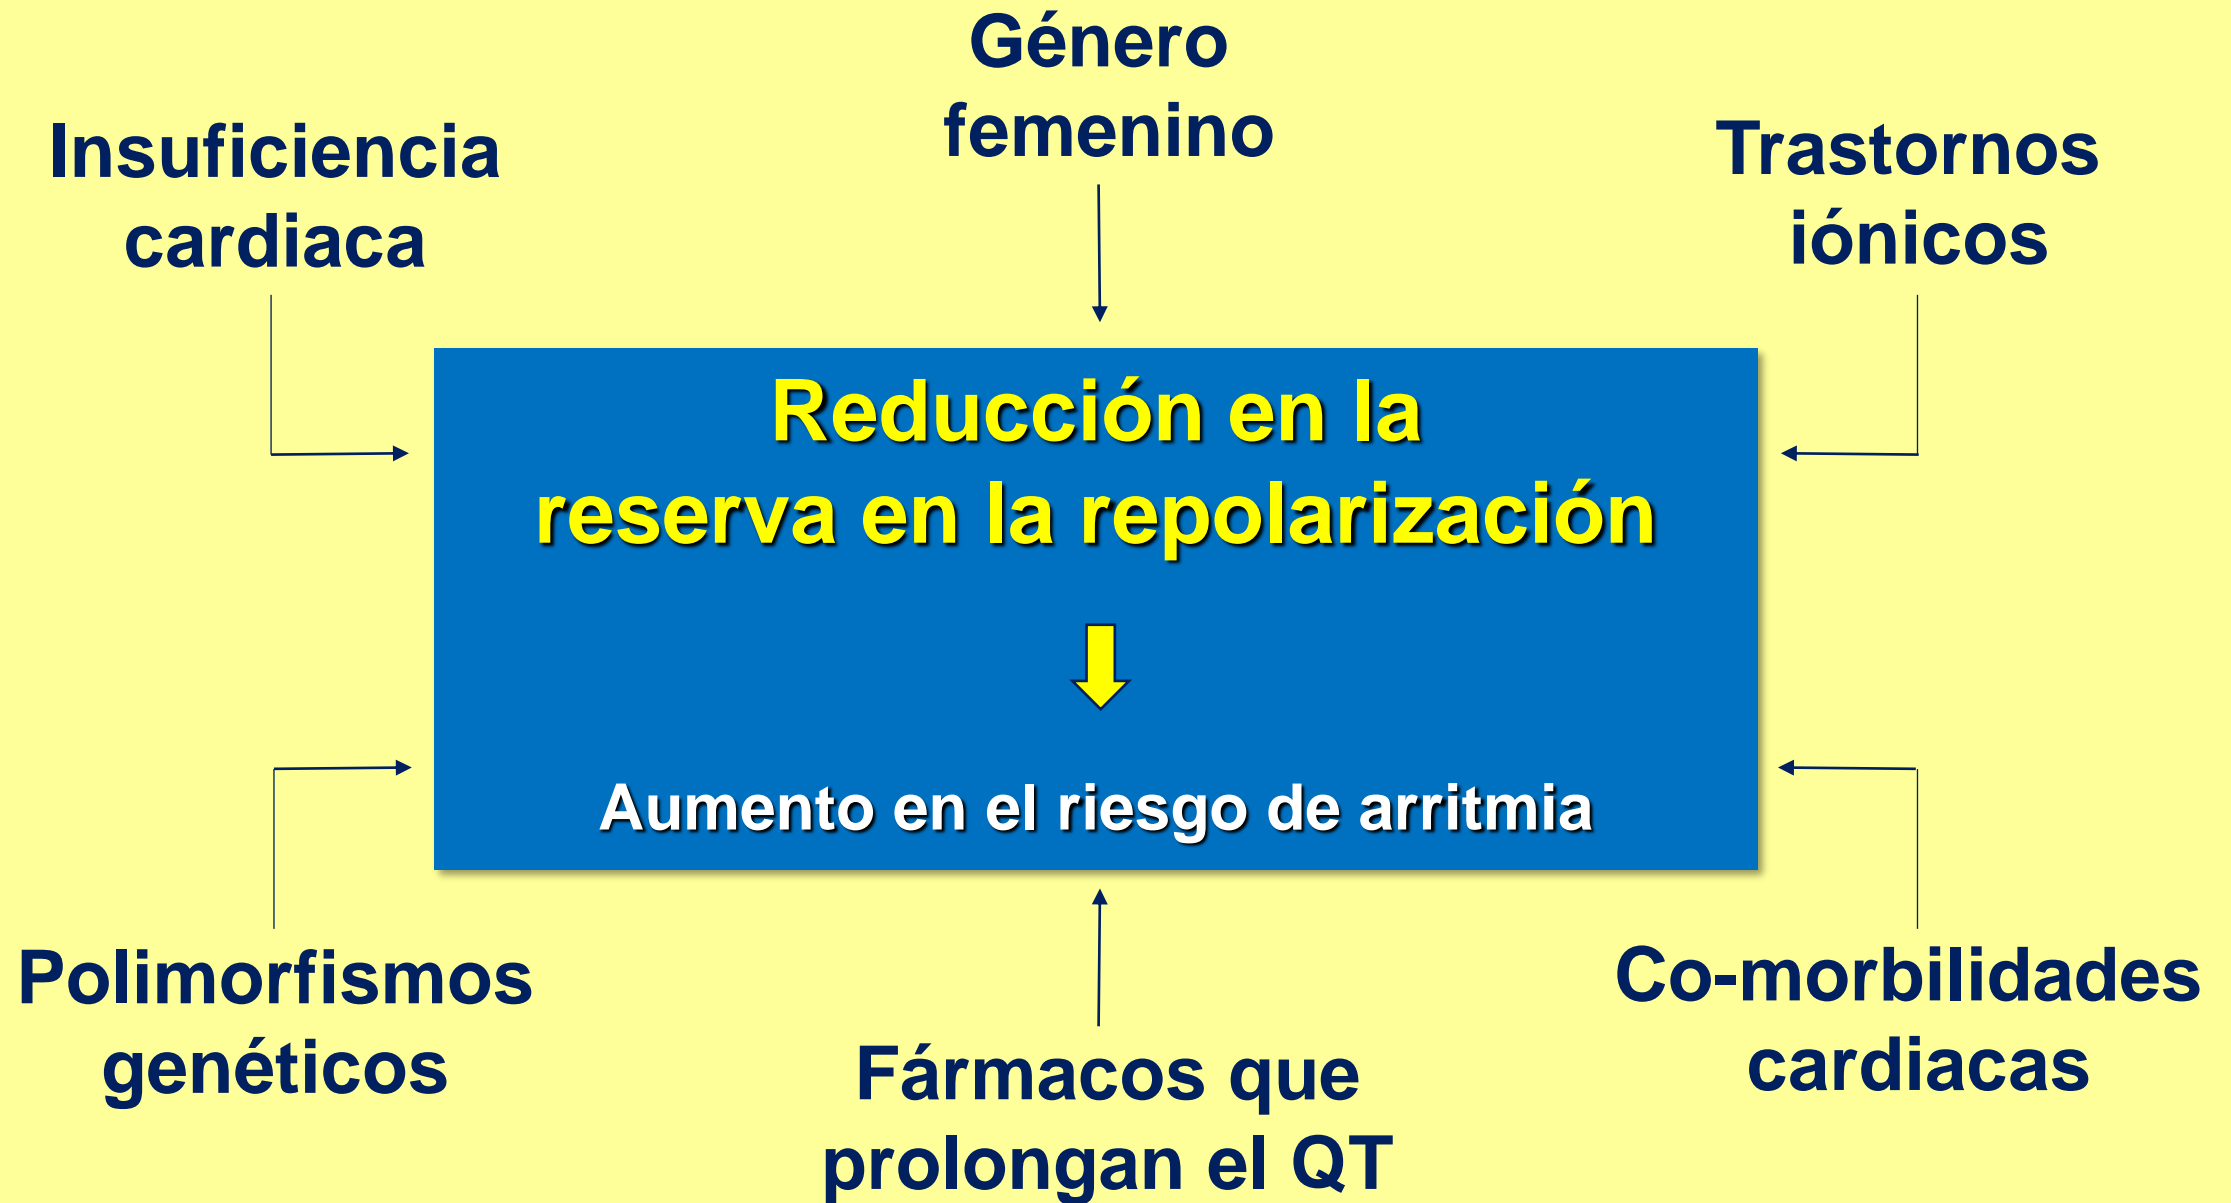 Género
femenino
Insuficiencia
cardiaca
Trastornos
iónicos
Reducción en la
reserva en la repolarización
Aumento en el riesgo de arritmia
Polimorfismos
genéticos
Fármacos que
prolongan el QT
Co-morbilidades
cardiacas